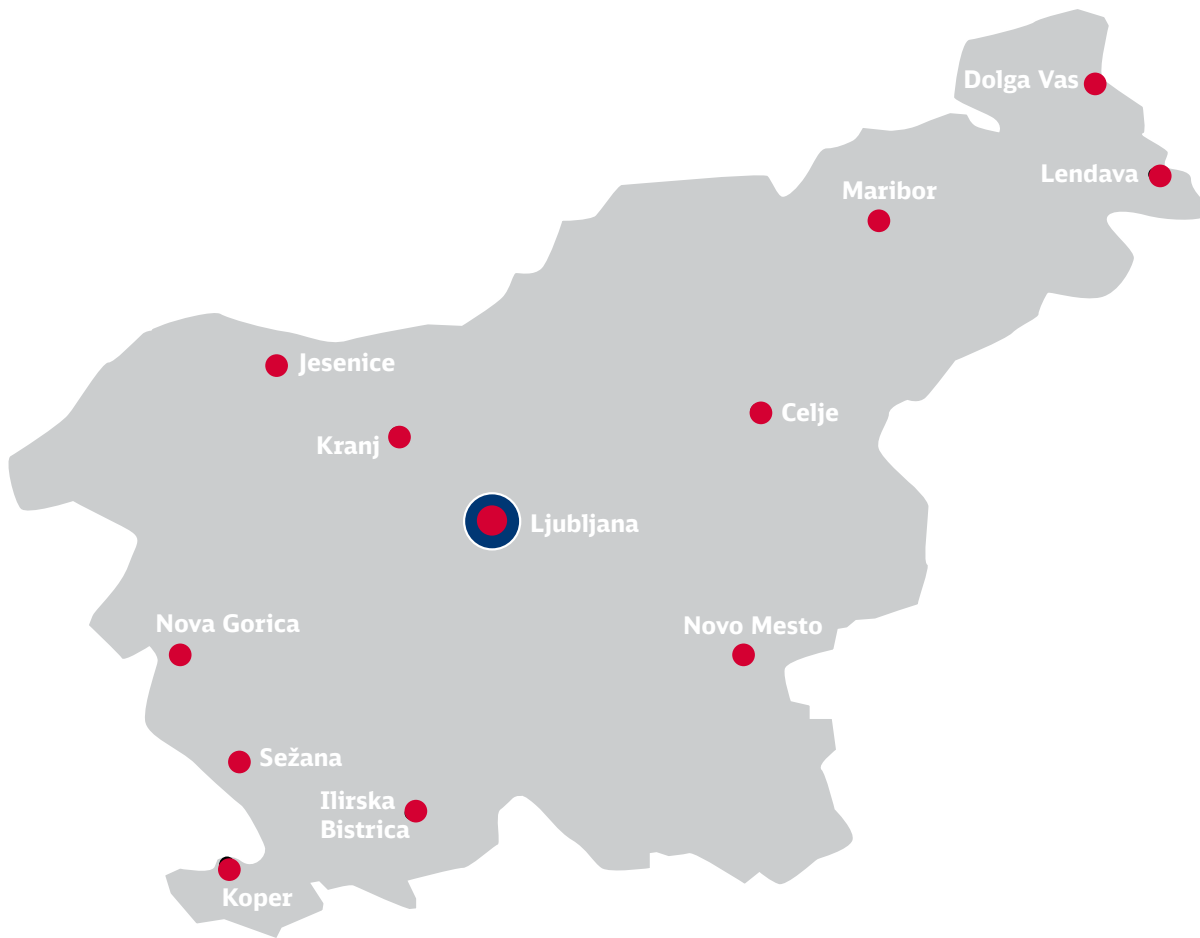 Dolga Vas
Lendava
Maribor
Jesenice
Celje
Kranj
Ljubljana
Nova Gorica
Novo Mesto
Sežana
Ilirska
Bistrica
Koper